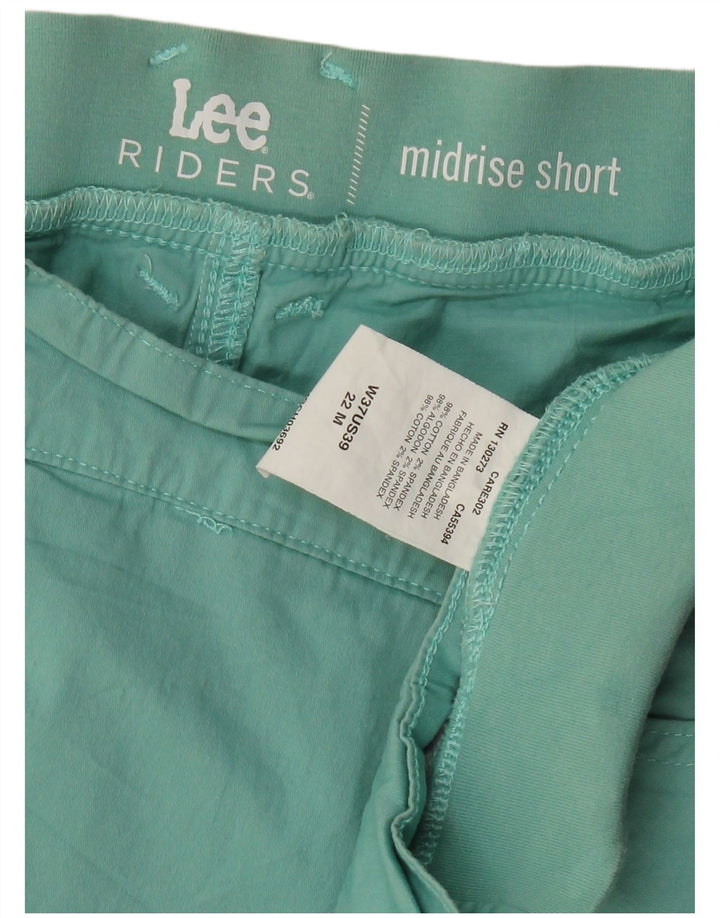 Lee
RIDERS
midrise short
W37US39
22 M
RN 130273 CARE302 CA55394
MADE IN BANGLADESH
HECHO EN BANGLADESH
FABRIQUE AU BANGLADESH
98% COTTON 2% SPANDEX
98% ALGODON 2% SPANDEX
98% COTON 2% SPANDEX